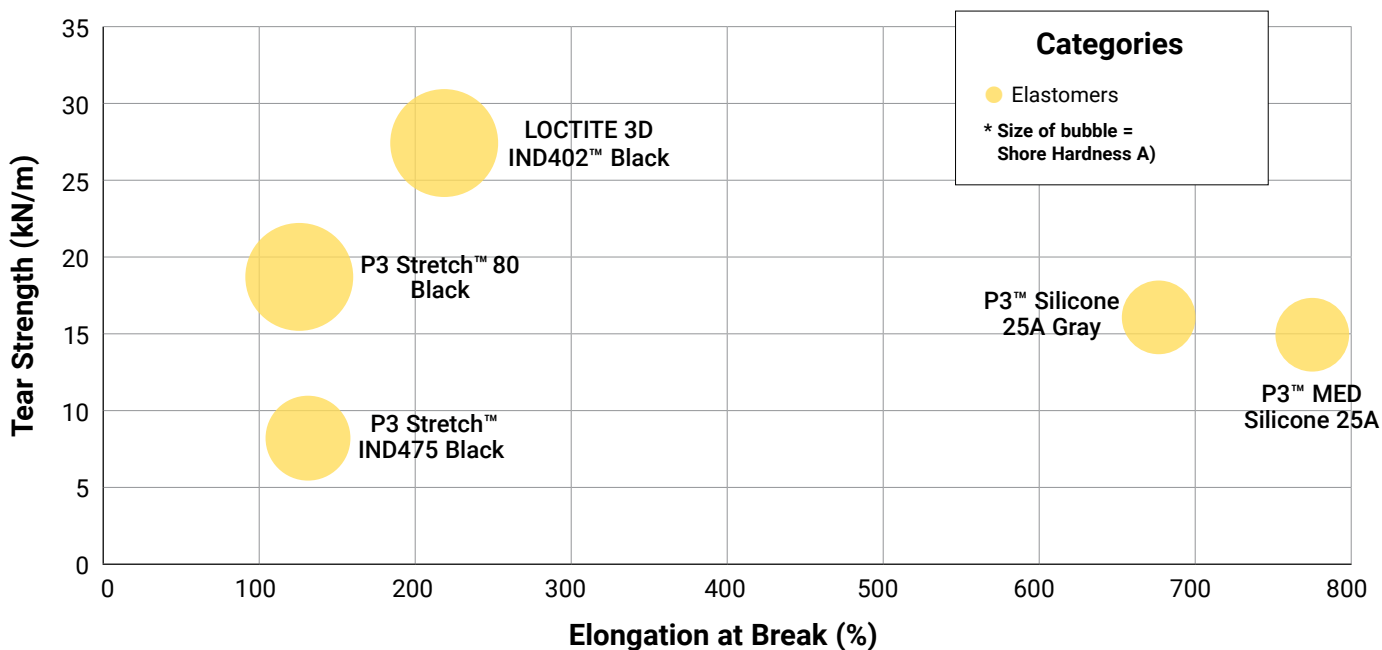 35
30
25
20
15
10
5
0
Tear Strength (kN/m)
Categories
Elastomers
* Size of bubble =
Shore Hardness A)
LOCTITE 3D
IND402™ Black
P3 Stretch™ 80
Black
P3™ Silicone
25A Gray
P3™ MED
Silicone 25A
P3 Stretch™
IND475 Black
0
100
200
300
400
500
600
700
800
Elongation at Break (%)